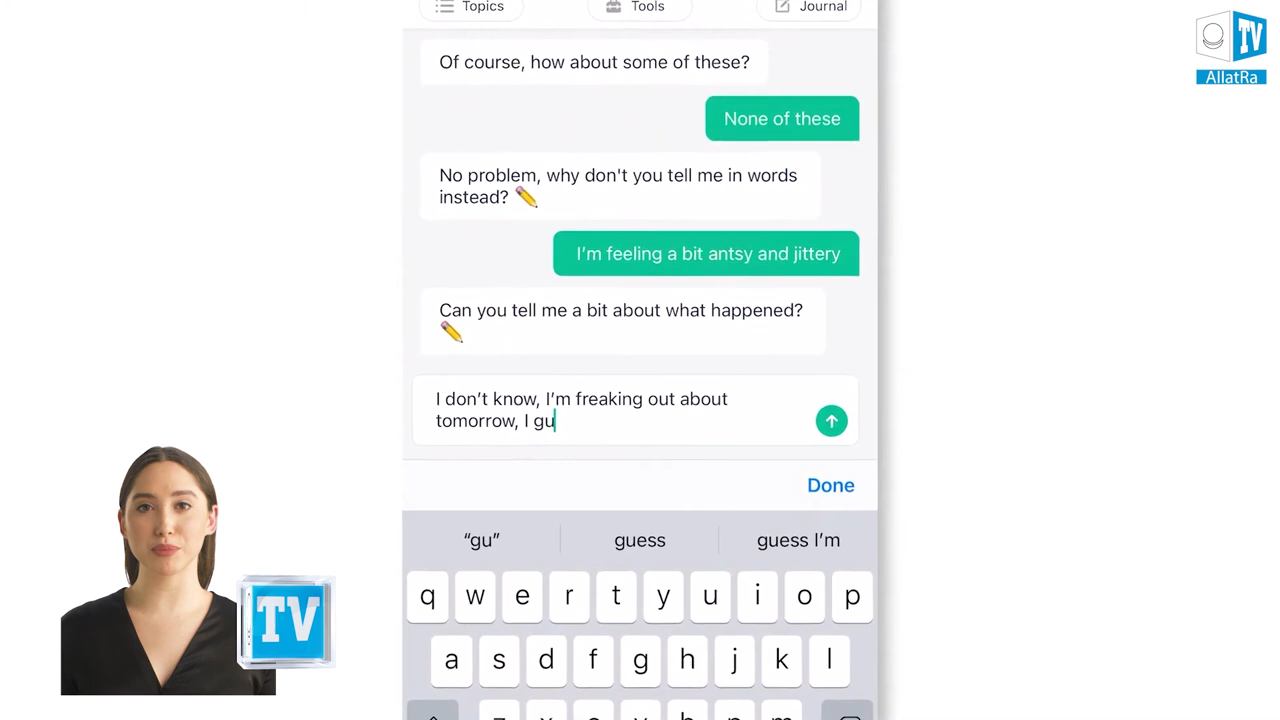 Topics
Tools
Journal
TV
AllatRa
Of course, how about some of these?
None of these
No problem, why don't you tell me in words
instead?
I’m feeling a bit antsy and jittery
Can you tell me a bit about what happened?
I don’t know, I’m freaking out about
tomorrow, I gu
Done
“gu”
guess
guess I’m
q w e r t y u i o p
a s d f g h j k l
TV